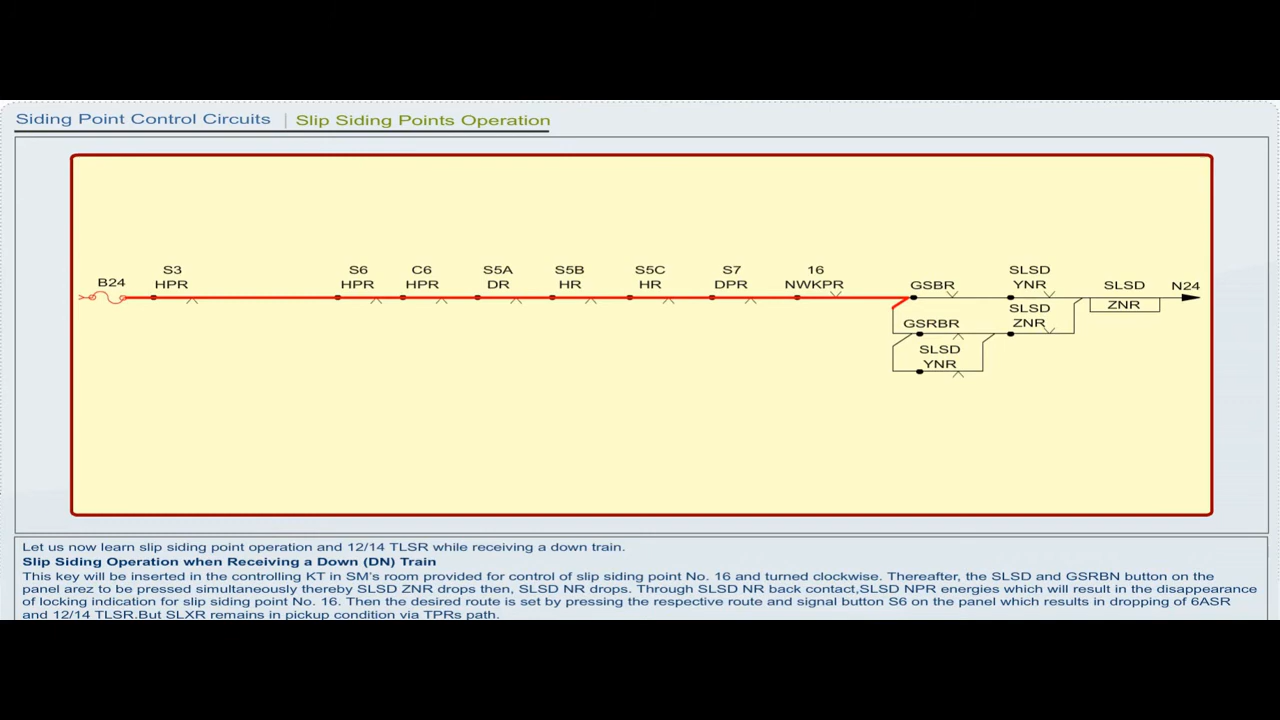 Siding Point Control Circuits | Slip Siding Points Operation
B24
S3
HPR
S6
HPR
C6
HPR
S5A
DR
S5B
HR
S5C
HR
S7
DPR
16
NWKPR
GSBR
SLSD
YNR
SLSD
ZNR
N24
GSRBR
SLSD
ZNR
SLSD
YNR
Let us now learn slip siding point operation and 12/14 TLSR while receiving a down train.
Slip Siding Operation when Receiving a Down (DN) Train
This key will be inserted in the controlling KT in SM's room provided for control of slip siding point No. 16 and turned clockwise. Thereafter, the SLSD and GSRBN button on the
panel arez to be pressed simultaneously thereby SLSD ZNR drops then, SLSD NR drops. Through SLSD NR back contact,SLSD NPR energies which will result in the disappearance
of locking indication for slip siding point No. 16. Then the desired route is set by pressing the respective route and signal button S6 on the panel which results in dropping of 6ASR
and 12/14 TLSR.But SLXR remains in pickup condition via TPRs path.